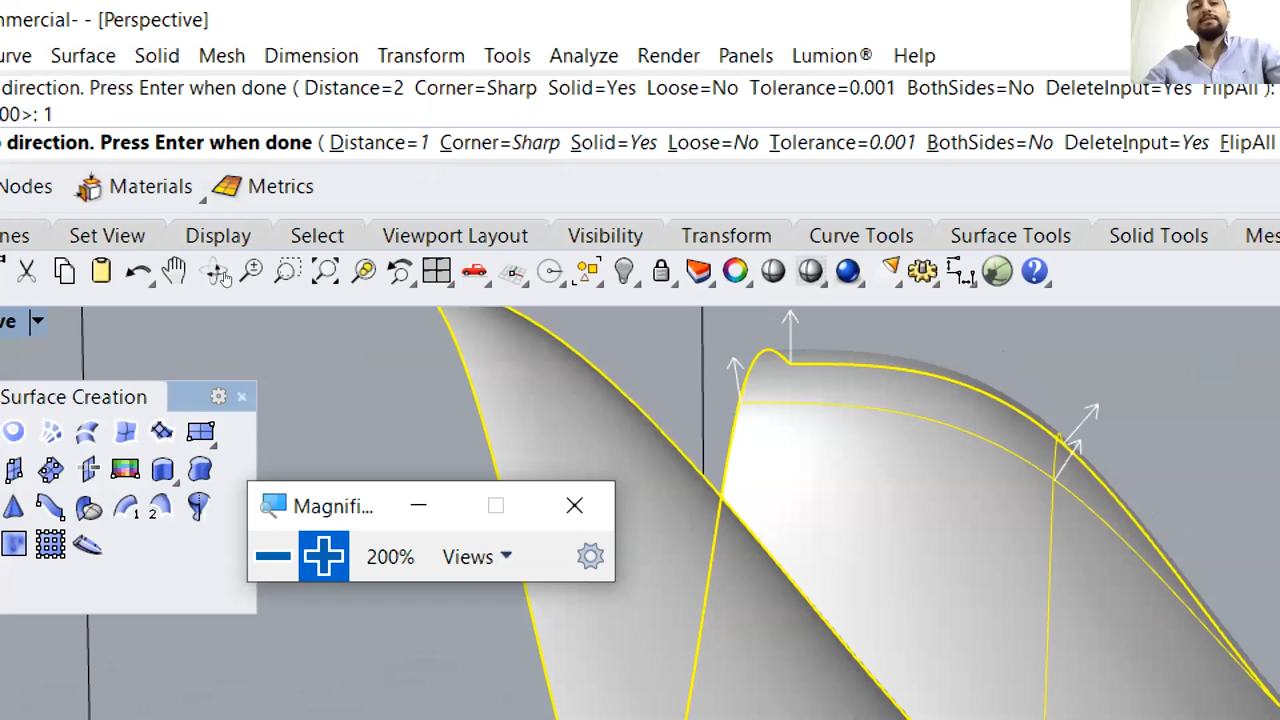 mmercial- - [Perspective]
urve Surface Solid Mesh Dimension Transform Tools Analyze Render Panels Lumion® Help
direction. Press Enter when done ( Distance=2 Corner=Sharp Solid=Yes Loose=No Tolerance=0.001 BothSides=No DeleteInput=Yes FlipAll ):
00>: 1
direction. Press Enter when done ( Distance=1 Corner=Sharp Solid=Yes Loose=No Tolerance=0.001 BothSides=No DeleteInput=Yes FlipAll
Nodes Materials Metrics
nes Set View Display Select Viewport Layout Visibility Transform Curve Tools Surface Tools Solid Tools Mes
ve
Surface Creation
1 2
Magnifi...
200% Views